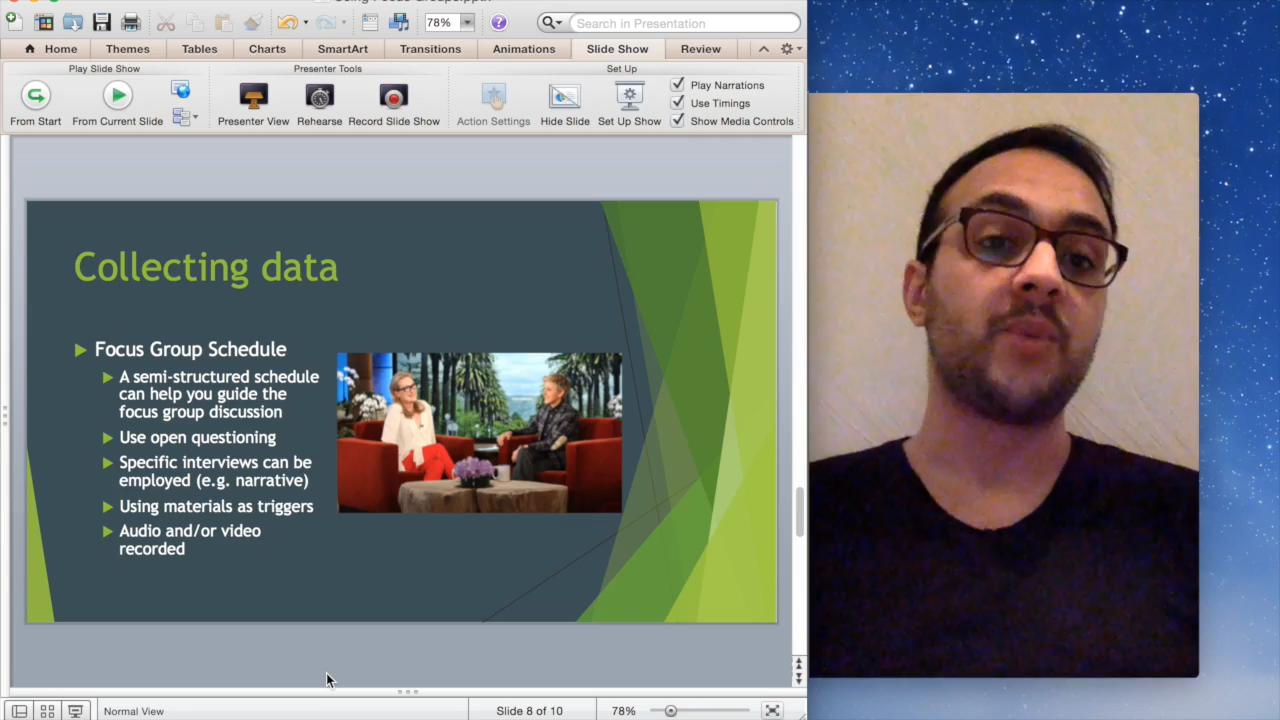 78%
Search in Presentation
Home
Themes
Tables
Charts
SmartArt
Transitions
Animations
Slide Show
Review
Play Slide Show
Presenter Tools
Set Up
From Start
From Current Slide
Presenter View
Rehearse
Record Slide Show
Action Settings
Hide Slide
Set Up Show
Play Narrations
Use Timings
Show Media Controls
Collecting data
Focus Group Schedule
A semi-structured schedule
can help you guide the
focus group discussion
Use open questioning
Specific interviews can be
employed (e.g. narrative)
Using materials as triggers
Audio and/or video
recorded
Normal View
Slide 8 of 10
78%